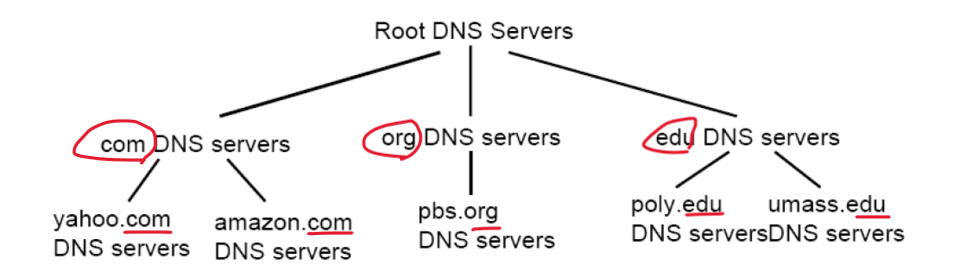 Root DNS Servers
com DNS servers
org DNS servers
edu DNS servers
yahoo.com
DNS servers
amazon.com
DNS servers
pbs.org
DNS servers
poly.edu
DNS servers
umass.edu
DNS servers